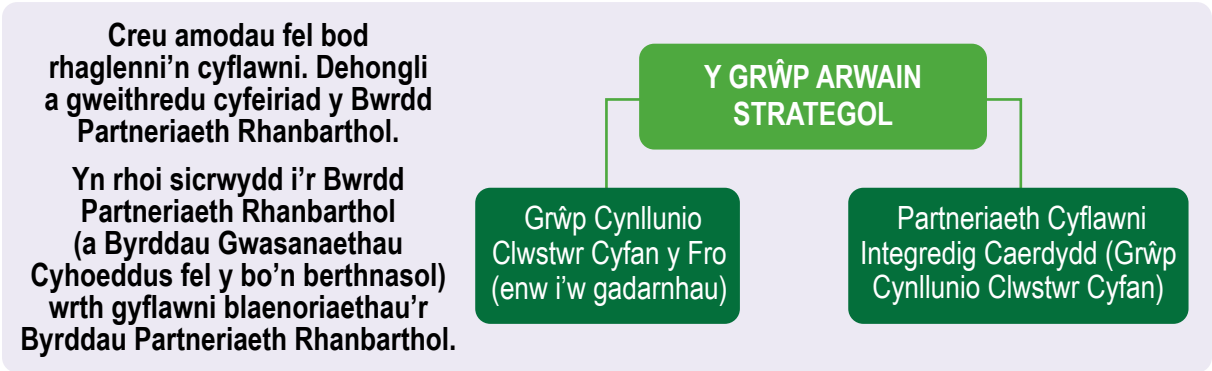 Creu amodau fel bod
rhaglenni’n cyflawni. Dehongli
a gweithredu cyfeiriad y Bwrdd
Partneriaeth Rhanbarthol.
Yn rhoi sicrwydd i’r Bwrdd
Partneriaeth Rhanbarthol
(a Byrddau Gwasanaethau
Cyhoeddus fel y bo’n berthnasol)
wrth gyflawni blaenoriaethau’r
Byrddau Partneriaeth Rhanbarthol.
Y GRŴP ARWAIN
STRATEGOL
Grŵp Cynllunio
Clwstwr Cyfan y Fro
(enw i’w gadarnhau)
Partneriaeth Cyflawni
Integredig Caerdydd (Grŵp
Cynllunio Clwstwr Cyfan)